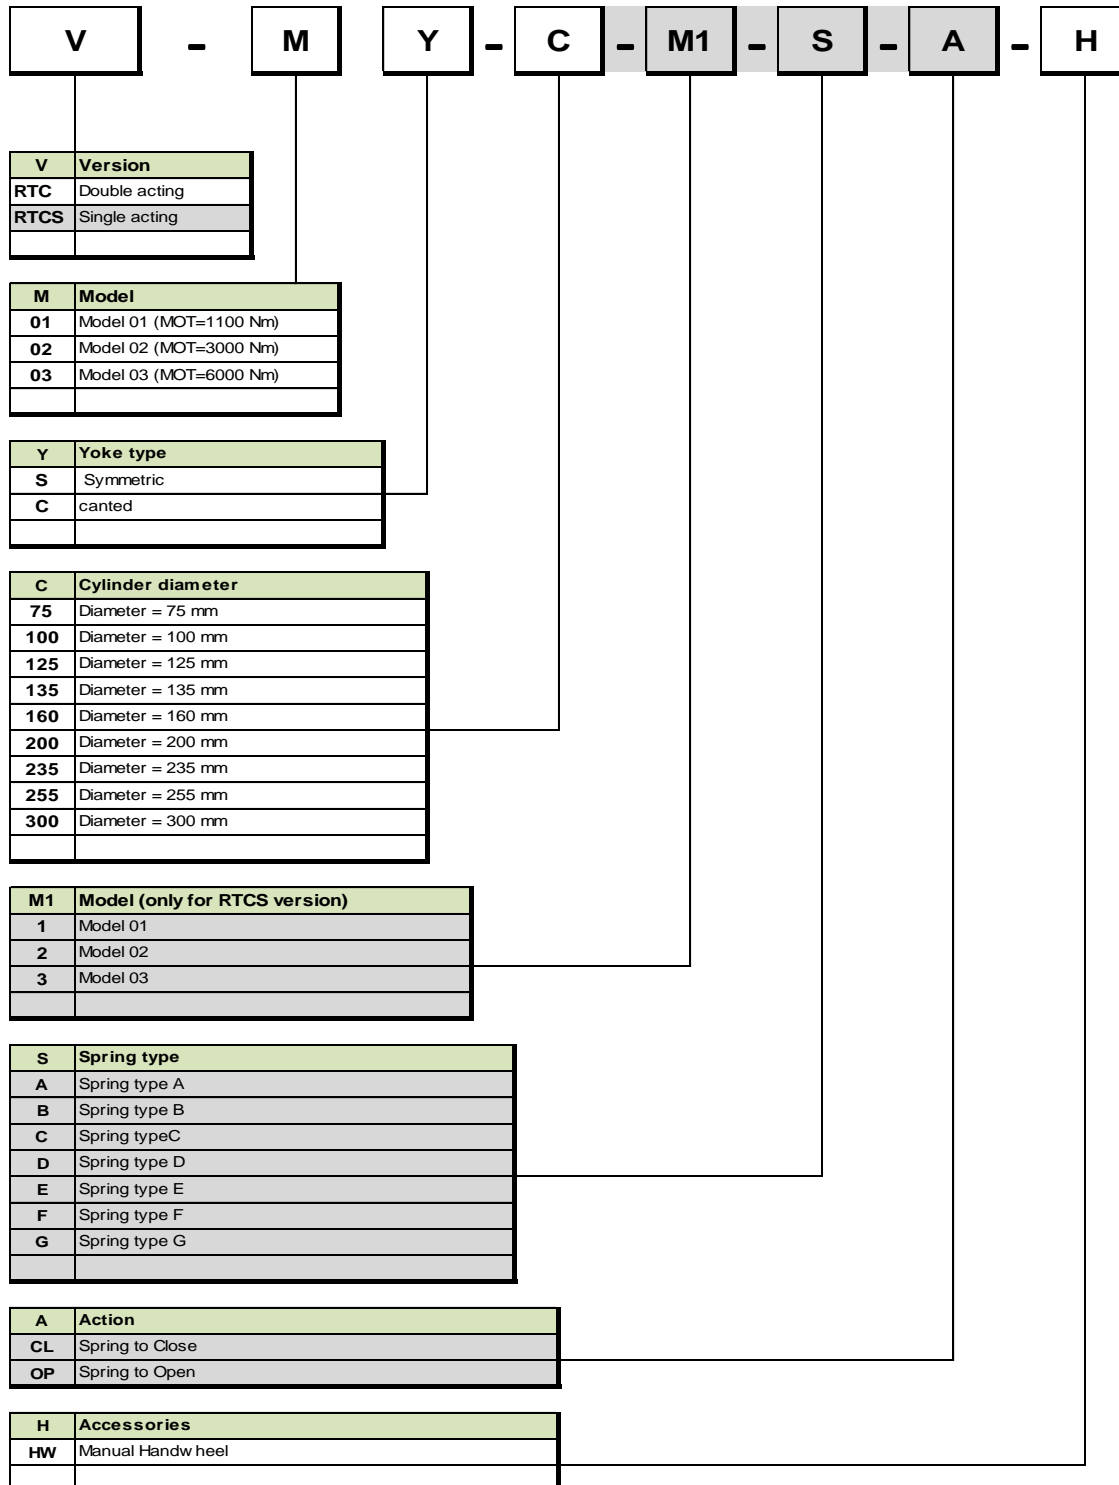 V - M Y - C - M1 - S - A - H
V Version
RTC Double acting
RTCS Single acting
M Model
01 Model 01 (MOT=1100 Nm)
02 Model 02 (MOT=3000 Nm)
03 Model 03 (MOT=6000 Nm)
Y Yoke type
S Symmetric
C canted
C Cylinder diameter
75 Diameter = 75 mm
100 Diameter = 100 mm
125 Diameter = 125 mm
135 Diameter = 135 mm
160 Diameter = 160 mm
200 Diameter = 200 mm
235 Diameter = 235 mm
255 Diameter = 255 mm
300 Diameter = 300 mm
M1 Model (only for RTCS version)
1 Model 01
2 Model 02
3 Model 03
S Spring type
A Spring type A
B Spring type B
C Spring typeC
D Spring type D
E Spring type E
F Spring type F
G Spring type G
A Action
CL Spring to Close
OP Spring to Open
H Accessories
HW Manual Handw heel